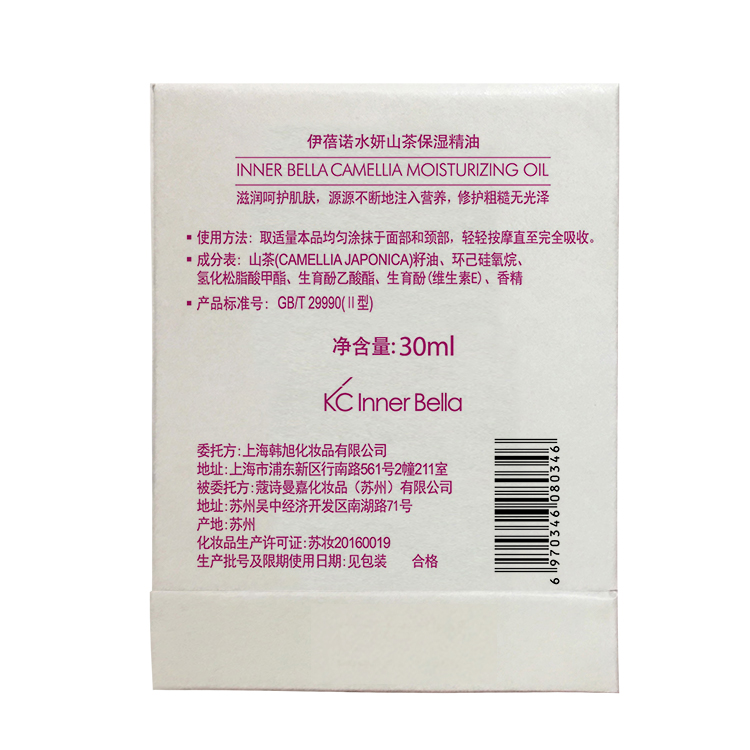 伊蓓诺水妍山茶保湿精油
INNER BELLA CAMELLIA MOISTURIZING OIL
滋润呵护肌肤，源源不断地注入营养，修护粗糙无光泽
▪ 使用方法：取适量本品均匀涂抹于面部和颈部，轻轻按摩直至完全吸收。
▪ 成分表：山茶(CAMELLIA JAPONICA)籽油、环己硅氧烷、
氢化松脂酸甲酯、生育酚乙酸酯、生育酚(维生素E)、香精
▪ 产品标准号：GB/T 29990(Ⅱ型)
净含量:30ml
KC Inner Bella
委托方:上海韩旭化妆品有限公司
地址:上海市浦东新区行南路561号2幢211室
被委托方:蔻诗曼嘉化妆品（苏州）有限公司
地址:苏州吴中经济开发区南湖路71号
产地:苏州
化妆品生产许可证:苏妆20160019
生产批号及限期使用日期:见包装 合格
6 970346 080346